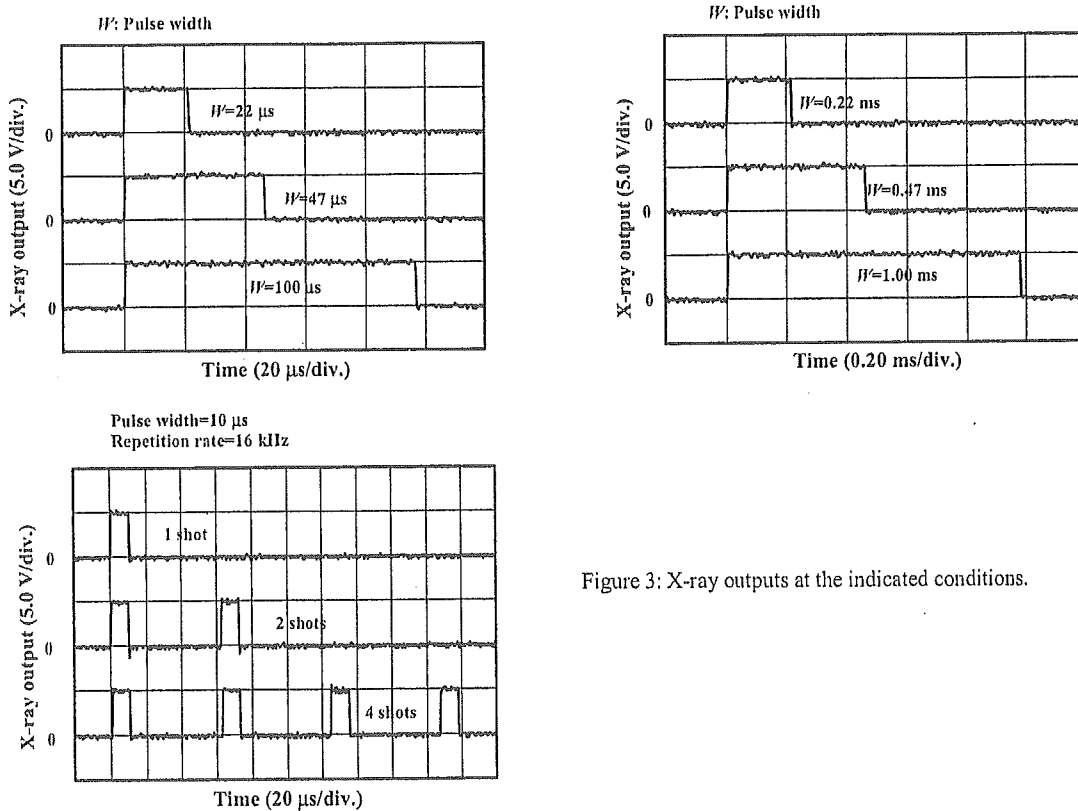 W: Pulse width
X-ray output (5.0 V/div.)
0
W=22 μs
0
W=47 μs
0
W=100 μs
Time (20 μs/div.)
W: Pulse width
X-ray output (5.0 V/div.)
0
W=0.22 ms
0
W=0.47 ms
0
W=1.00 ms
Time (0.20 ms/div.)
Pulse width=10 μs
Repetition rate=16 kHz
X-ray output (5.0 V/div.)
0
1 shot
0
2 shots
0
4 shots
Time (20 μs/div.)
Figure 3: X-ray outputs at the indicated conditions.